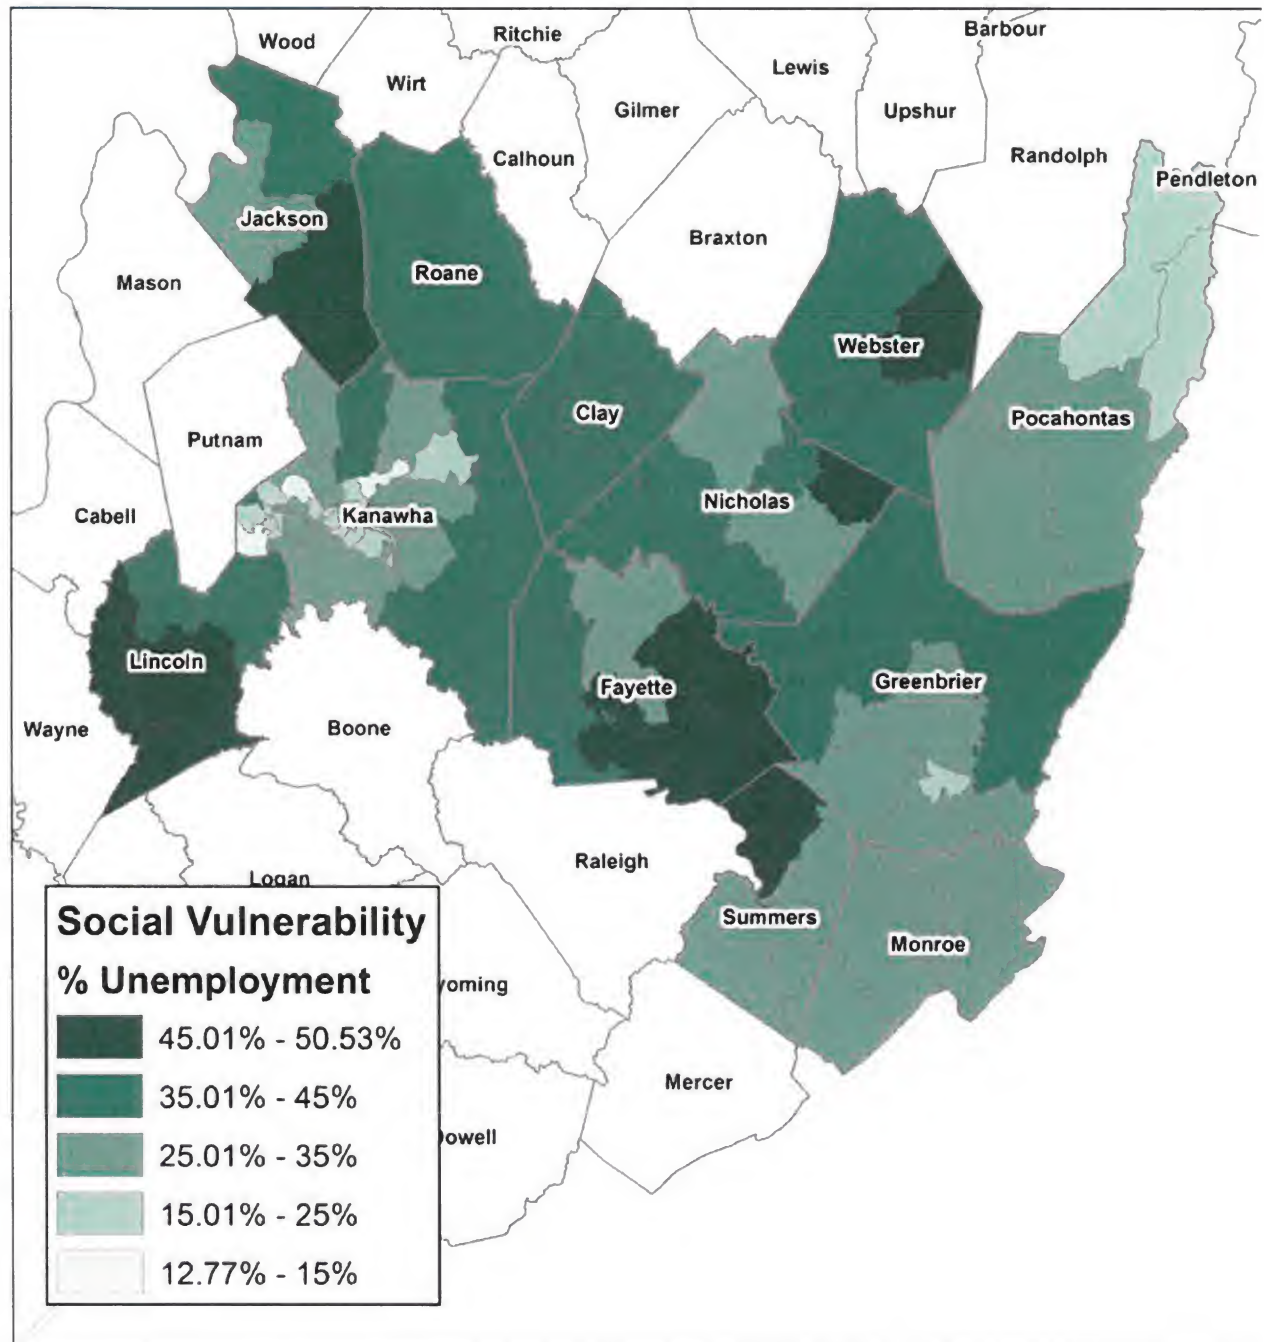 Wood
Ritchie
Barbour
Wirt
Lewis
Gilmer
Upshur
Calhoun
Randolph
Pendleton
Jackson
Braxton
Roane
Mason
Webster
Clay
Pocahontas
Putnam
Nicholas
Cabell
Kanawha
Lincoln
Fayette
Greenbrier
Wayne
Boone
Raleigh
Logan
Summers
Monroe
yoming
Mercer
owell
Social Vulnerability
% Unemployment
45.01% - 50.53%
35.01% - 45%
25.01% - 35%
15.01% - 25%
12.77% - 15%